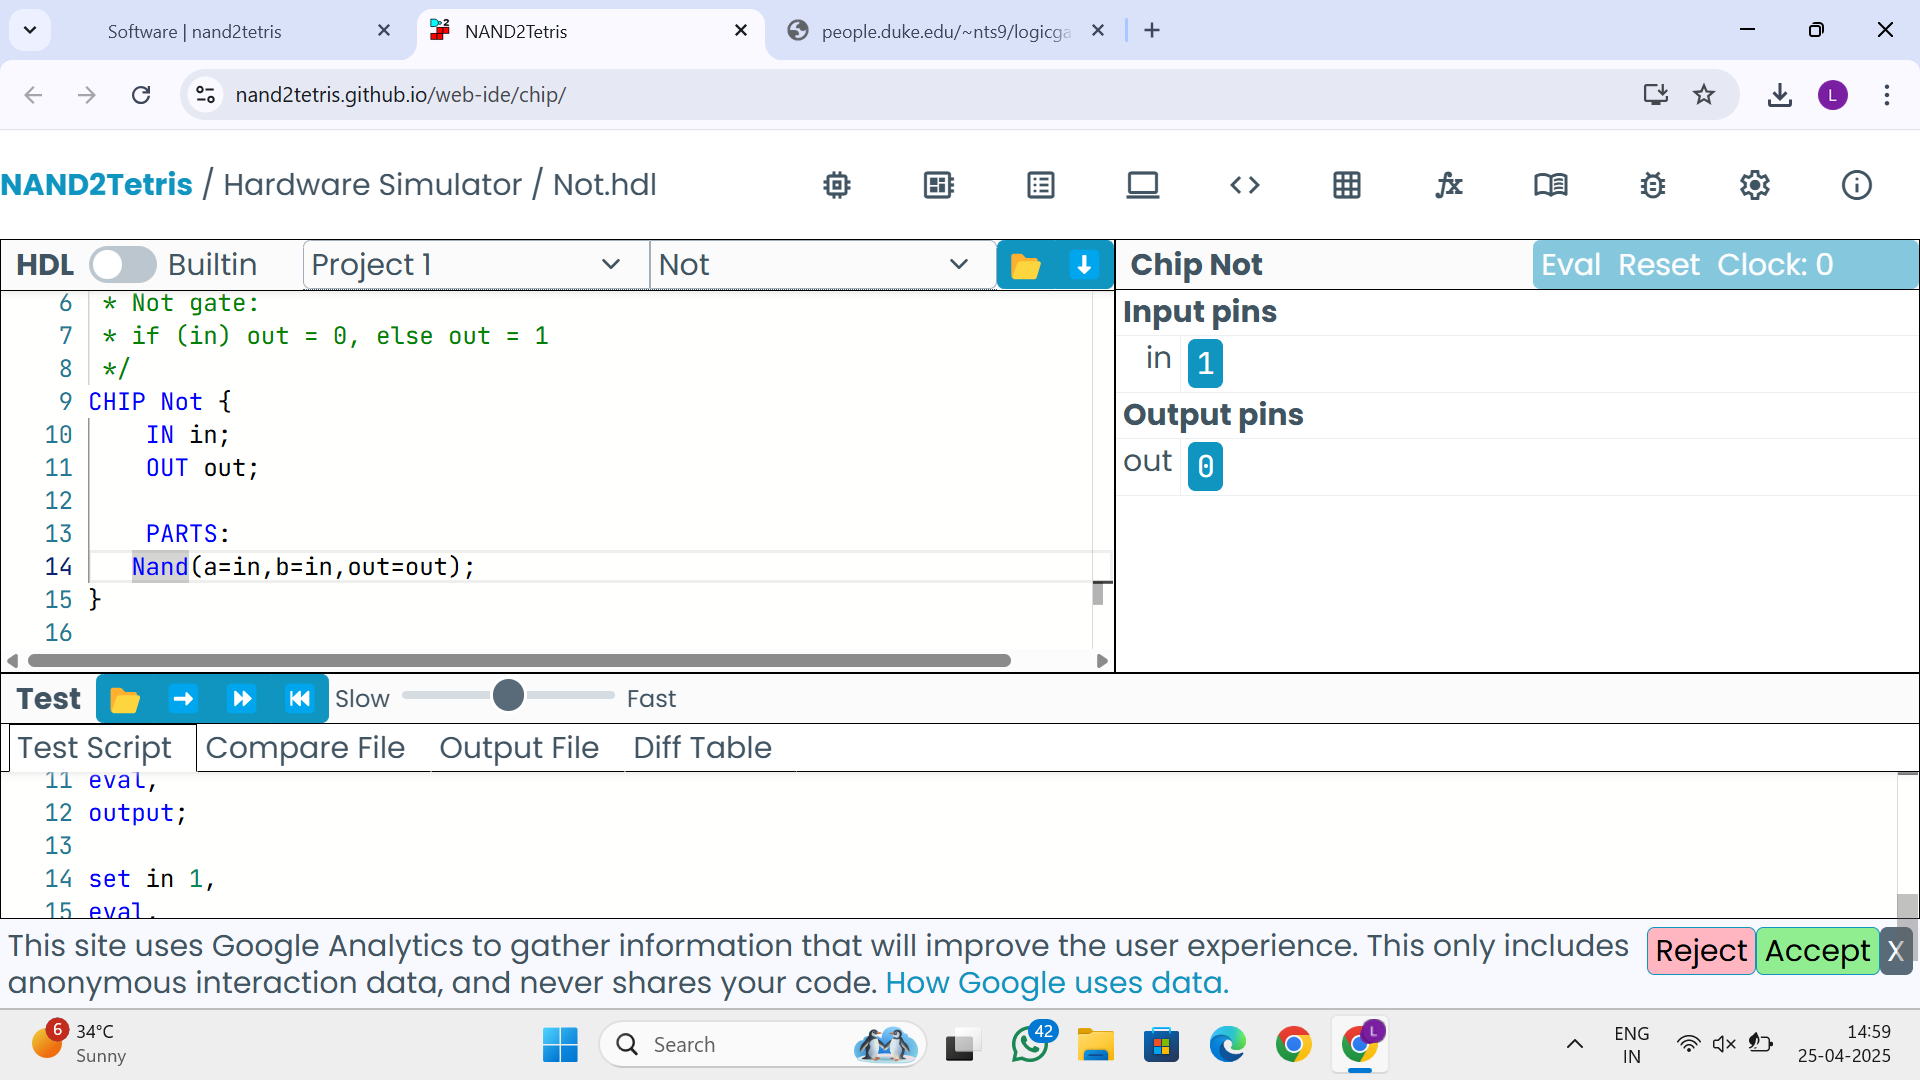 Software | nand2tetris
NAND2Tetris
people.duke.edu/~nts9/logicga
nand2tetris.github.io/web-ide/chip/
L
NAND2Tetris / Hardware Simulator / Not.hdl
HDL Builtin Project 1 Not
Chip Not Eval Reset Clock: 0
6 * Not gate:
7 * if (in) out = 0, else out = 1
8 */
9 CHIP Not {
10 IN in;
11 OUT out;
12
13 PARTS:
14 Nand(a=in,b=in,out=out);
15 }
16
Input pins
in 1
Output pins
out 0
Test Slow Fast
Test Script Compare File Output File Diff Table
11 eval,
12 output;
13
14 set in 1,
15 eval,
This site uses Google Analytics to gather information that will improve the user experience. This only includes
anonymous interaction data, and never shares your code. How Google uses data.
Reject Accept X
6 34°C
Sunny
Search
42
L
ENG
IN
14:59
25-04-2025